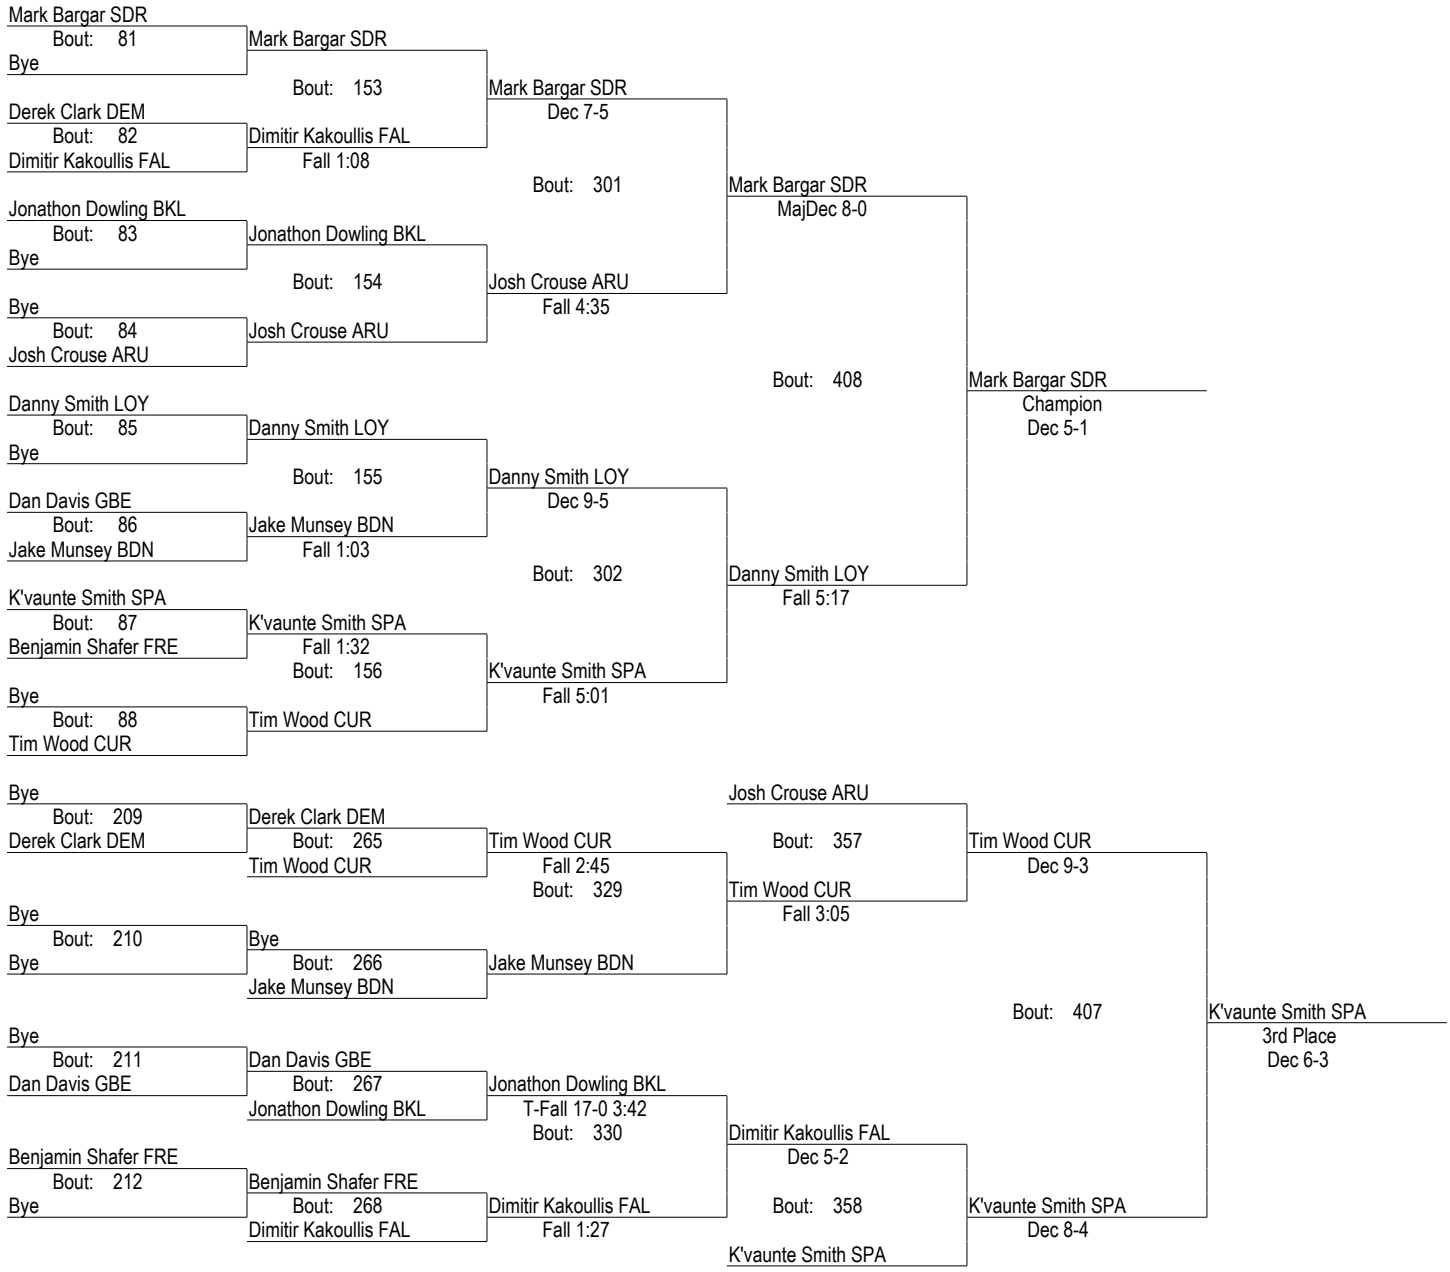 Mark Bargar SDR
Bout: 81
Mark Bargar SDR
Bye
Bout: 153
Mark Bargar SDR
Derek Clark DEM
Dec 7-5
Bout: 82
Dimitir Kakoullis FAL
Dimitir Kakoullis FAL
Fall 1:08
Bout: 301
Mark Bargar SDR
Jonathon Dowling BKL
MajDec 8-0
Bout: 83
Jonathon Dowling BKL
Bye
Bout: 154
Josh Crouse ARU
Bye
Fall 4:35
Bout: 84
Josh Crouse ARU
Josh Crouse ARU
Bout: 408
Mark Bargar SDR
Danny Smith LOY
Champion
Bout: 85
Danny Smith LOY
Dec 5-1
Bye
Bout: 155
Danny Smith LOY
Dan Davis GBE
Dec 9-5
Bout: 86
Jake Munsey BDN
Jake Munsey BDN
Fall 1:03
Bout: 302
Danny Smith LOY
K'vaunte Smith SPA
Fall 5:17
Bout: 87
K'vaunte Smith SPA
Benjamin Shafer FRE
Fall 1:32
Bout: 156
K'vaunte Smith SPA
Bye
Fall 5:01
Bout: 88
Tim Wood CUR
Tim Wood CUR
Bye
Josh Crouse ARU
Bout: 209
Derek Clark DEM
Derek Clark DEM
Bout: 265
Tim Wood CUR
Bout: 357
Tim Wood CUR
Tim Wood CUR
Fall 2:45
Dec 9-3
Bout: 329
Tim Wood CUR
Bye
Fall 3:05
Bout: 210
Bye
Bye
Bout: 266
Jake Munsey BDN
Jake Munsey BDN
Bout: 407
K'vaunte Smith SPA
Bye
3rd Place
Bout: 211
Dan Davis GBE
Dec 6-3
Dan Davis GBE
Bout: 267
Jonathon Dowling BKL
Jonathon Dowling BKL
T-Fall 17-0 3:42
Bout: 330
Dimitir Kakoullis FAL
Benjamin Shafer FRE
Dec 5-2
Bout: 212
Benjamin Shafer FRE
Bye
Bout: 268
Dimitir Kakoullis FAL
Bout: 358
K'vaunte Smith SPA
Dimitir Kakoullis FAL
Fall 1:27
Dec 8-4
K'vaunte Smith SPA